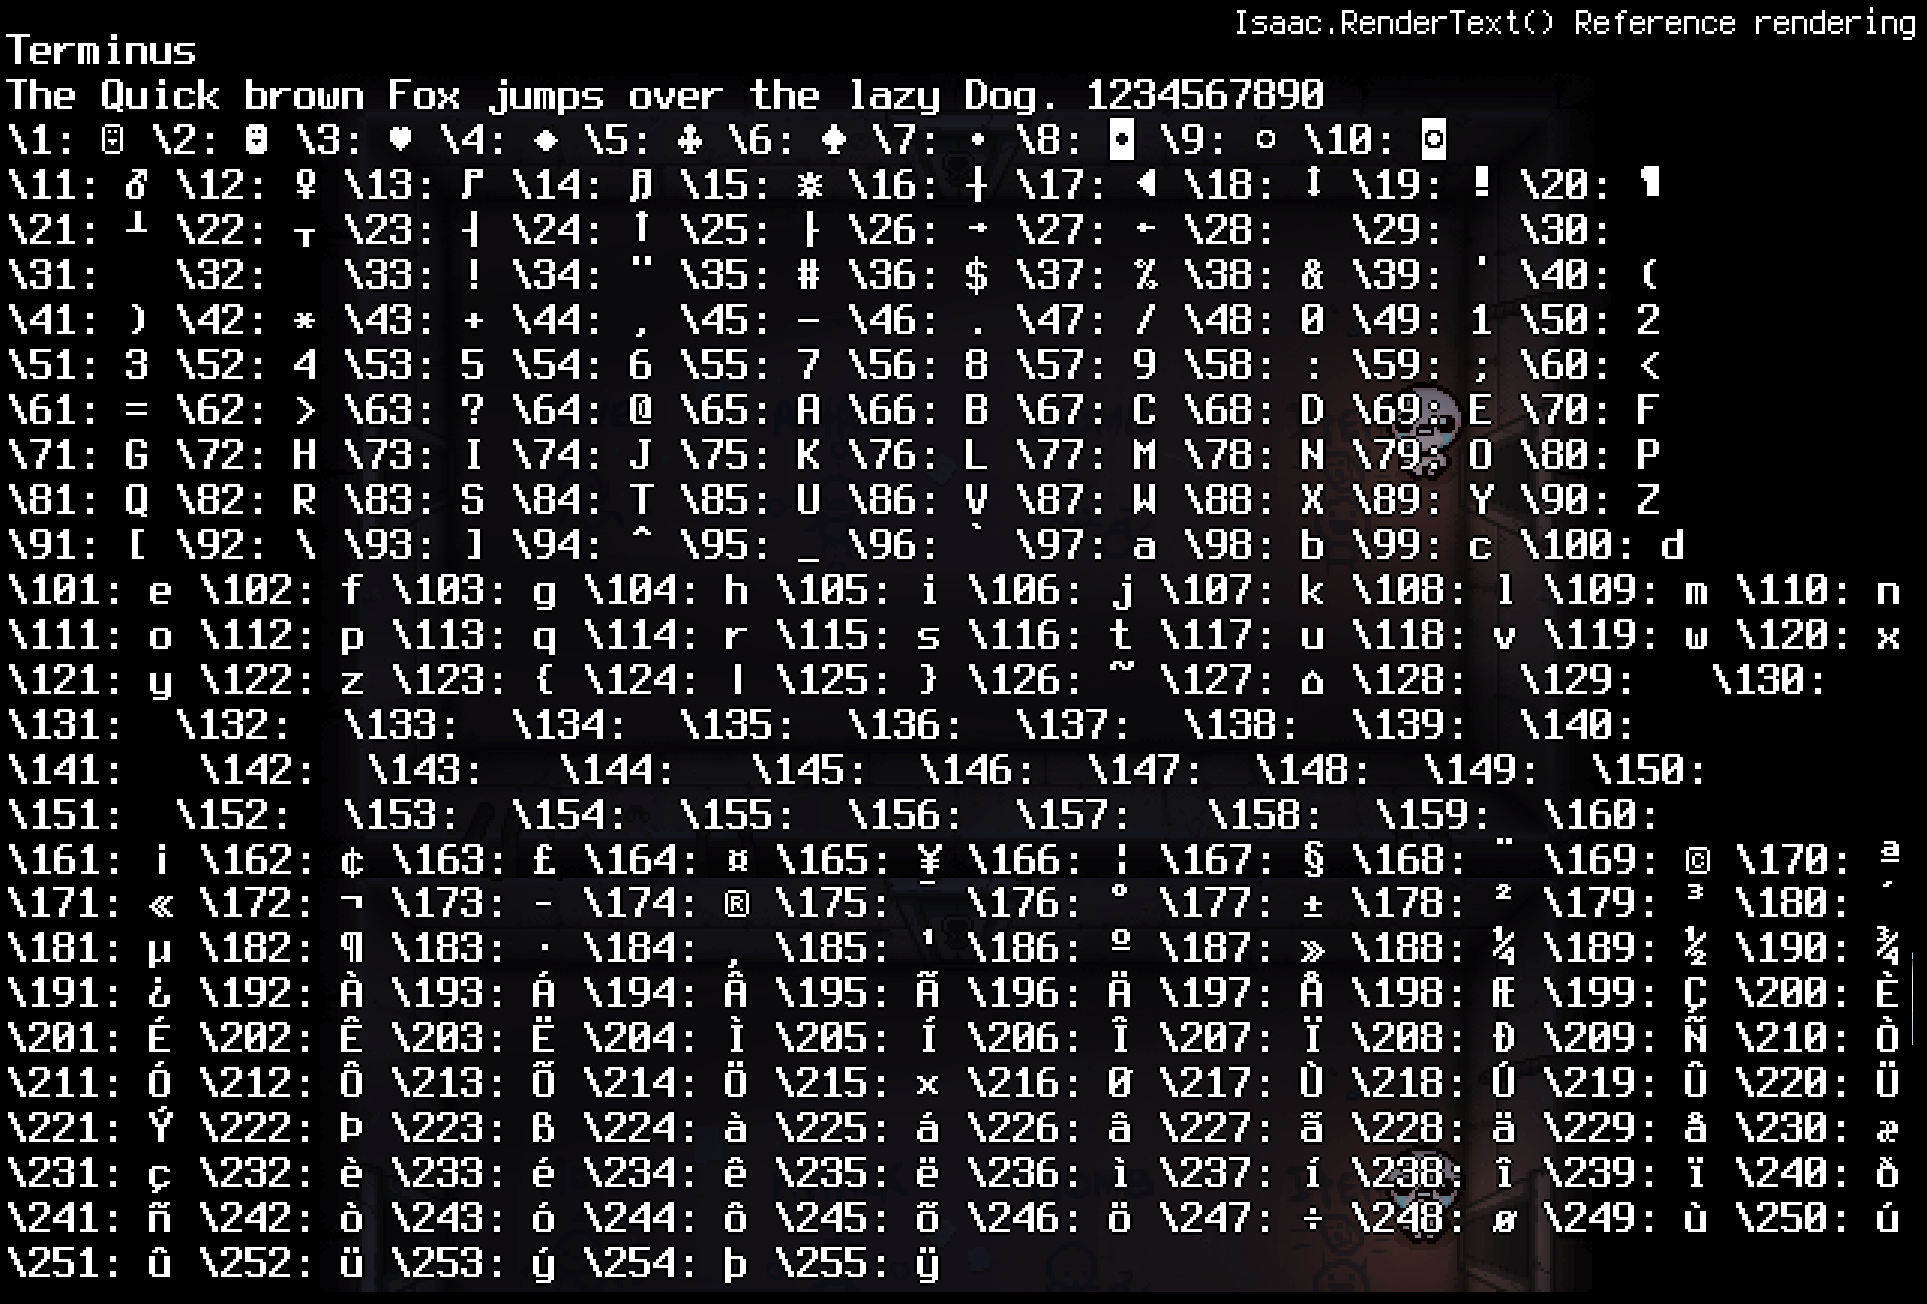 Isaac.RenderText() Reference rendering
Terminus
The Quick brown Fox jumps over the lazy Dog. 1234567890
\1: ☺ \2: ☻ \3: ♥ \4: ◆ \5: ♣ \6: ♠ \7: • \8: ◘ \9: ○ \10: ◙
\11: ♂ \12: ♀ \13: ♪ \14: ♫ \15: ☼ \16: ┼ \17: ◀ \18: ↕ \19: ! \20: ¶
\21: ┴ \22: ┬ \23: ┤ \24: ↑ \25: ├ \26: → \27: ← \28: \29: \30:
\31: \32: \33: ! \34: " \35: # \36: $ \37: % \38: & \39: ' \40: (
\41: ) \42: * \43: + \44: , \45: - \46: . \47: / \48: 0 \49: 1 \50: 2
\51: 3 \52: 4 \53: 5 \54: 6 \55: 7 \56: 8 \57: 9 \58: : \59: ; \60: <
\61: = \62: > \63: ? \64: @ \65: A \66: B \67: C \68: D \69: E \70: F
\71: G \72: H \73: I \74: J \75: K \76: L \77: M \78: N \79: O \80: P
\81: Q \82: R \83: S \84: T \85: U \86: V \87: W \88: X \89: Y \90: Z
\91: [ \92: \ \93: ] \94: ^ \95: _ \96: ` \97: a \98: b \99: c \100: d
\101: e \102: f \103: g \104: h \105: i \106: j \107: k \108: l \109: m \110: n
\111: o \112: p \113: q \114: r \115: s \116: t \117: u \118: v \119: w \120: x
\121: y \122: z \123: { \124: | \125: } \126: ~ \127: ⌂ \128: \129: \130:
\131: \132: \133: \134: \135: \136: \137: \138: \139: \140:
\141: \142: \143: \144: \145: \146: \147: \148: \149: \150:
\151: \152: \153: \154: \155: \156: \157: \158: \159: \160:
\161: ¡ \162: ¢ \163: £ \164: ¤ \165: ¥ \166: ¦ \167: § \168: ¨ \169: © \170: ª
\171: « \172: ¬ \173: - \174: ® \175: ¯ \176: ° \177: ± \178: ² \179: ³ \180: ´
\181: µ \182: ¶ \183: · \184: ¸ \185: ¹ \186: º \187: » \188: ¼ \189: ½ \190: ¾
\191: ¿ \192: À \193: Á \194: Â \195: Ã \196: Ä \197: Å \198: Æ \199: Ç \200: È
\201: É \202: Ê \203: Ë \204: Ì \205: Í \206: Î \207: Ï \208: Ð \209: Ñ \210: Ò
\211: Ó \212: Ô \213: Õ \214: Ö \215: × \216: Ø \217: Ù \218: Ú \219: Û \220: Ü
\221: Ý \222: Þ \223: ß \224: à \225: á \226: â \227: ã \228: ä \229: å \230: æ
\231: ç \232: è \233: é \234: ê \235: ë \236: ì \237: í \238: î \239: ï \240: ð
\241: ñ \242: ò \243: ó \244: ô \245: õ \246: ö \247: ÷ \248: ø \249: ù \250: ú
\251: û \252: ü \253: ý \254: þ \255: ÿ